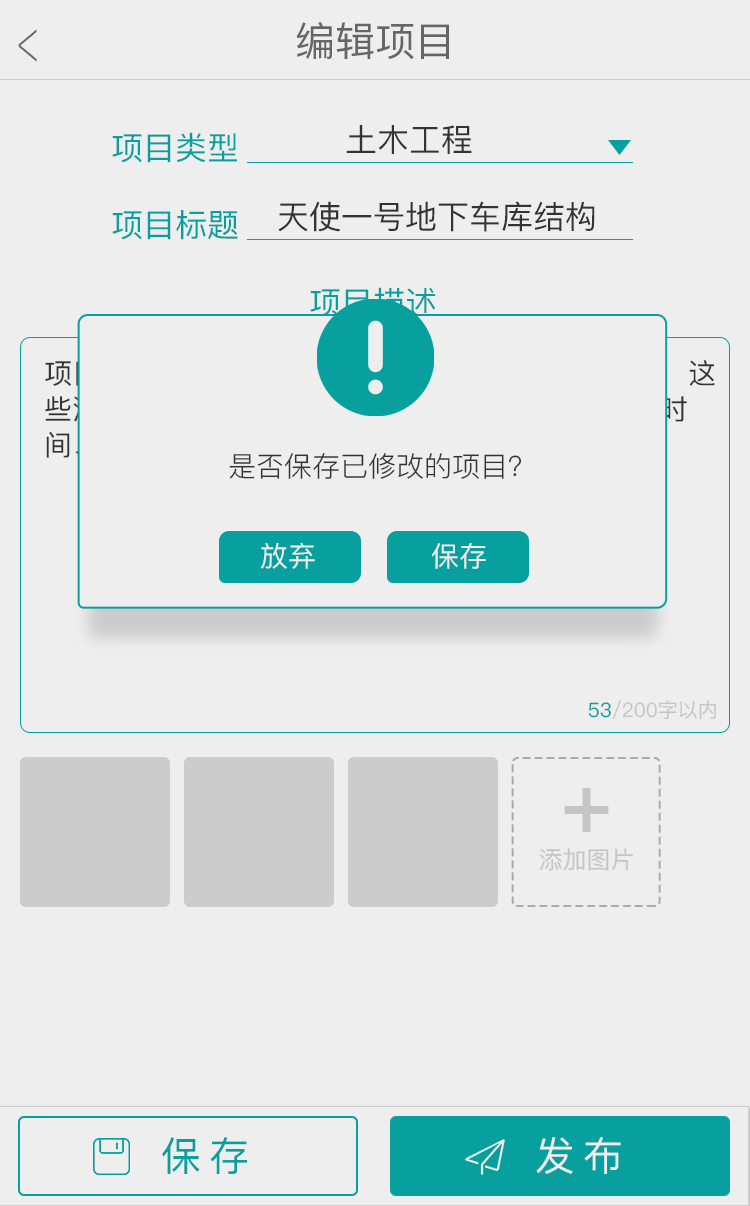 编辑项目
项目类型 土木工程
项目标题 天使一号地下车库结构
项目描述
项 这
些 时
间
是否保存已修改的项目?
放弃 保存
53/200字以内
添加图片
保存 发布